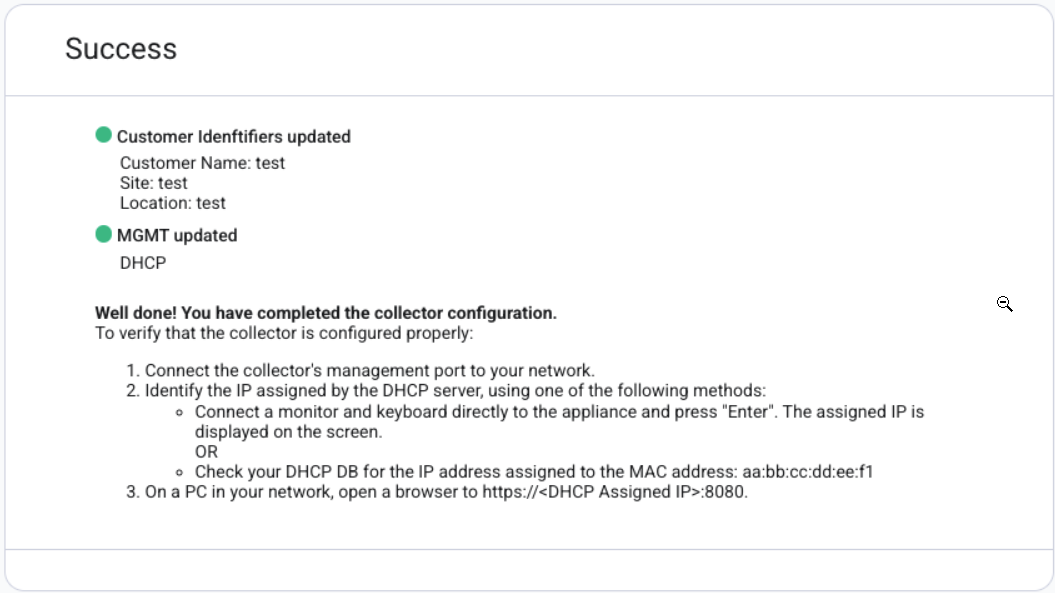 Success
Customer Idenftifiers updated
Customer Name: test
Site: test
Location: test
MGMT updated
DHCP
Well done! You have completed the collector configuration.
To verify that the collector is configured properly:
1. Connect the collector's management port to your network.
2. Identify the IP assigned by the DHCP server, using one of the following methods:
Connect a monitor and keyboard directly to the appliance and press "Enter". The assigned IP is
displayed on the screen.
OR
Check your DHCP DB for the IP address assigned to the MAC address: aa:bb:cc:dd:ee:f1
3. On a PC in your network, open a browser to https://<DHCP Assigned IP>:8080.